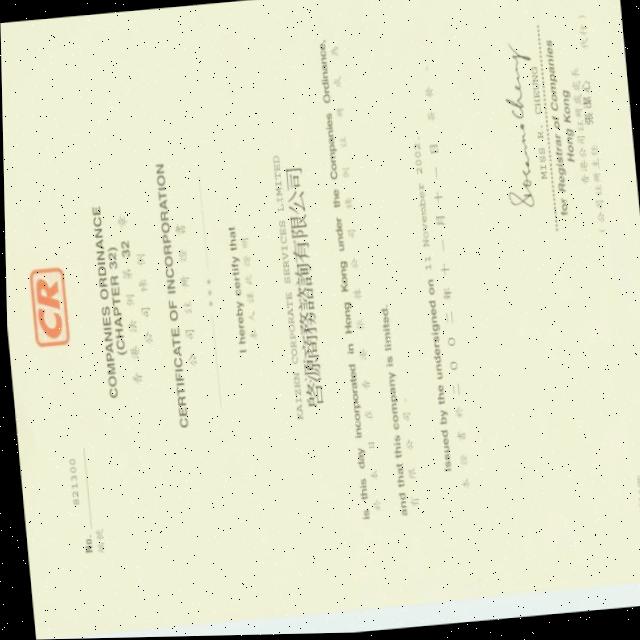 CR
No. 821300
編號
COMPANIES ORDINANCE
(CHAPTER 32)
香港法例第32章
公司條例
CERTIFICATE OF INCORPORATION
公司註冊證書
* * *
I hereby certify that
本人謹此證明
KAIZEN CORPORATE SERVICES LIMITED
啓源商務諮詢有限公司
is this day incorporated in Hong Kong under the Companies Ordinance,
於本日在香港依據公司條例註冊成為
and that this company is limited.
有限公司。
Issued by the undersigned on 11 November 2002.
本證書於二〇〇二年十一月十一日簽發。
MISS R. CHEUNG
for Registrar of Companies
Hong Kong
香港公司註冊處處長
張潔心
(公司註冊主任 代行)